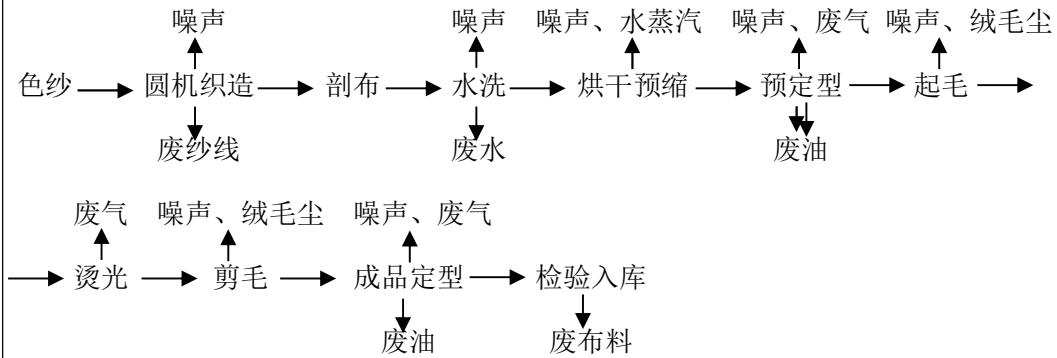 噪声 噪声 噪声、水蒸汽 噪声、废气 噪声、绒毛尘
色纱 圆机织造 剖布 水洗 烘干预缩 预定型 起毛
废纱线 废水 废油
废气 噪声、绒毛尘 噪声、废气
烫光 剪毛 成品定型 检验入库
废油 废布料